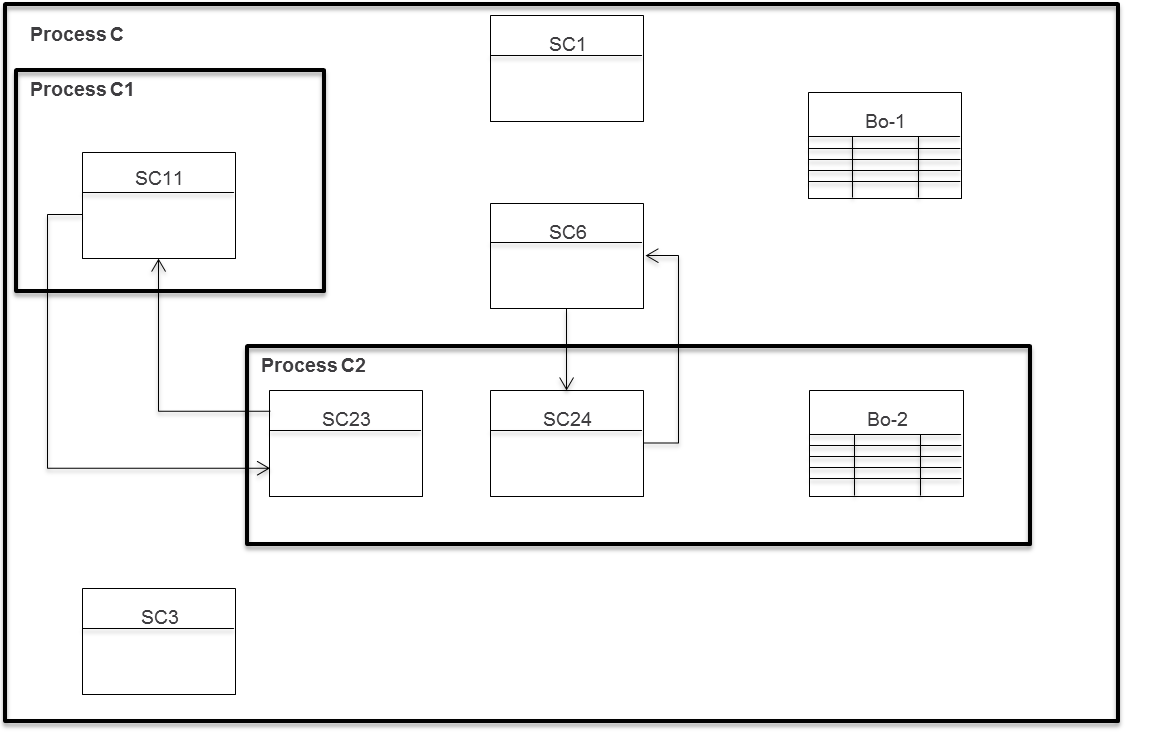 Process C
SC1
Process C1
Bo-1
SC11
SC6
Process C2
SC23
SC24
Bo-2
SC3